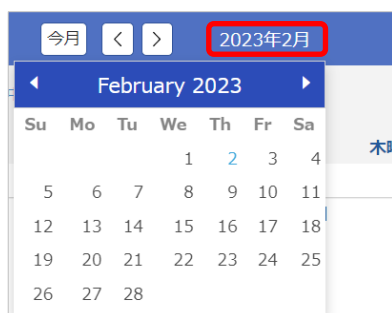 今月 < > 2023年2月
February 2023
Su Mo Tu We Th Fr Sa
1 2 3 4
5 6 7 8 9 10 11
12 13 14 15 16 17 18
19 20 21 22 23 24 25
26 27 28
木